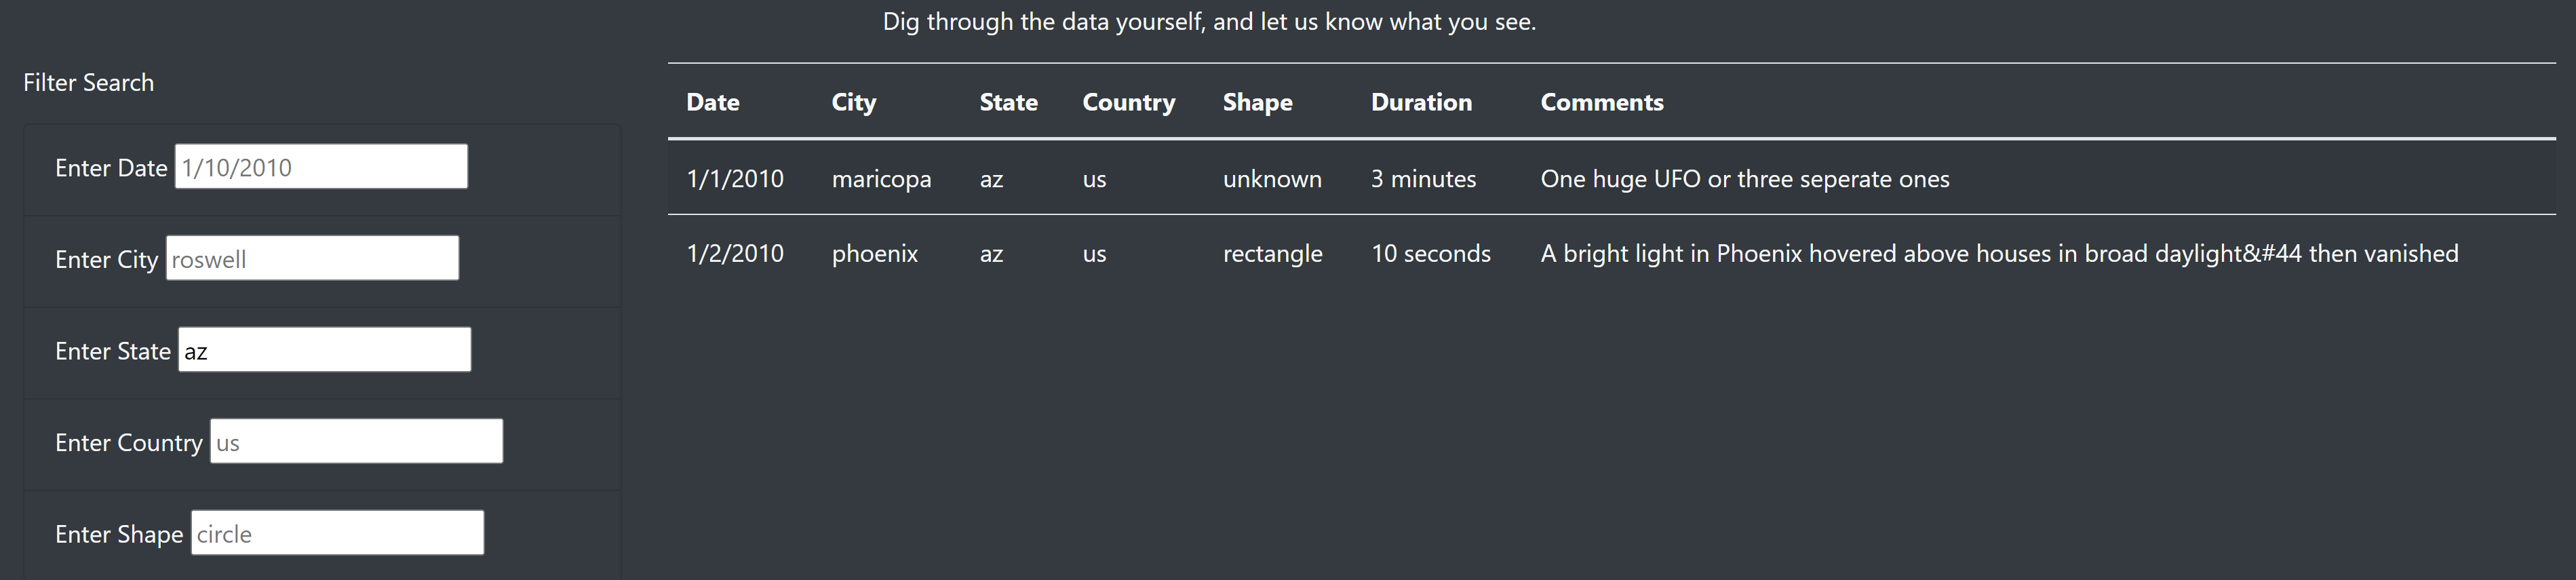 Dig through the data yourself, and let us know what you see.
Filter Search
Enter Date 1/10/2010
Enter City roswell
Enter State az
Enter Country us
Enter Shape circle
Date City State Country Shape Duration Comments
1/1/2010 maricopa az us unknown 3 minutes One huge UFO or three seperate ones
1/2/2010 phoenix az us rectangle 10 seconds A bright light in Phoenix hovered above houses in broad daylight&#44 then vanished